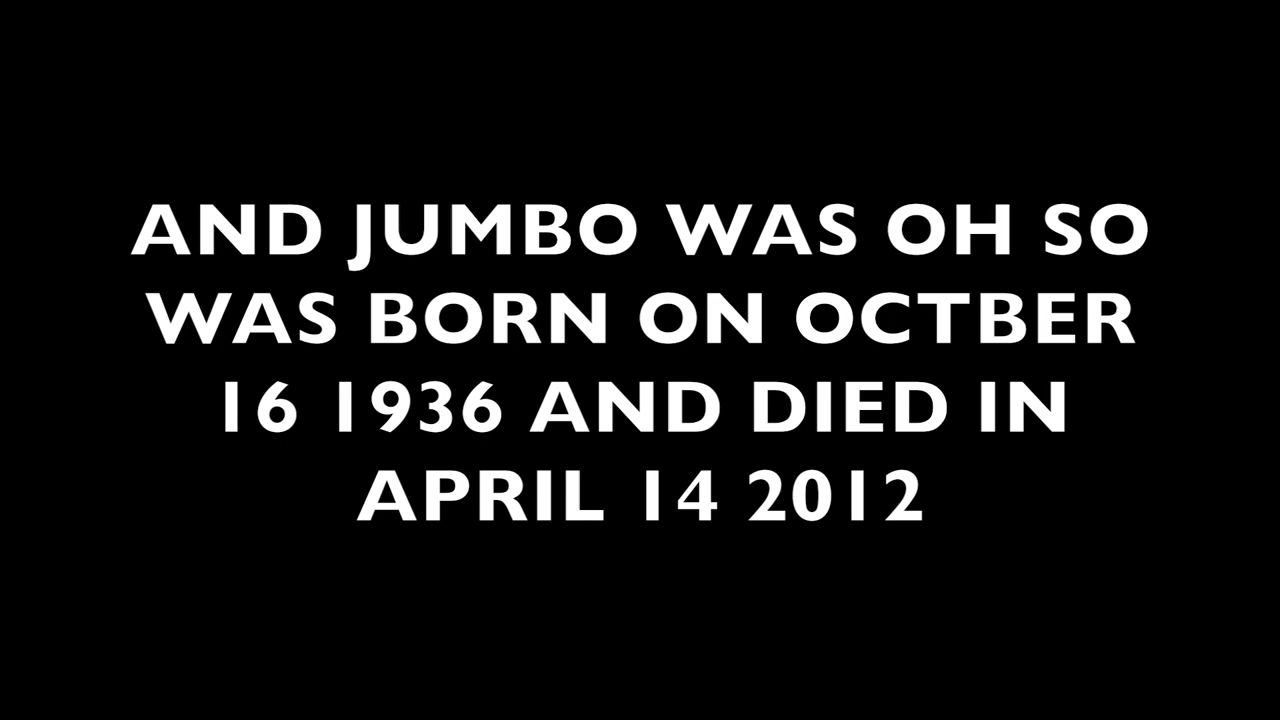 AND JUMBO WAS OH SO
WAS BORN ON OCTBER
16 1936 AND DIED IN
APRIL 14 2012